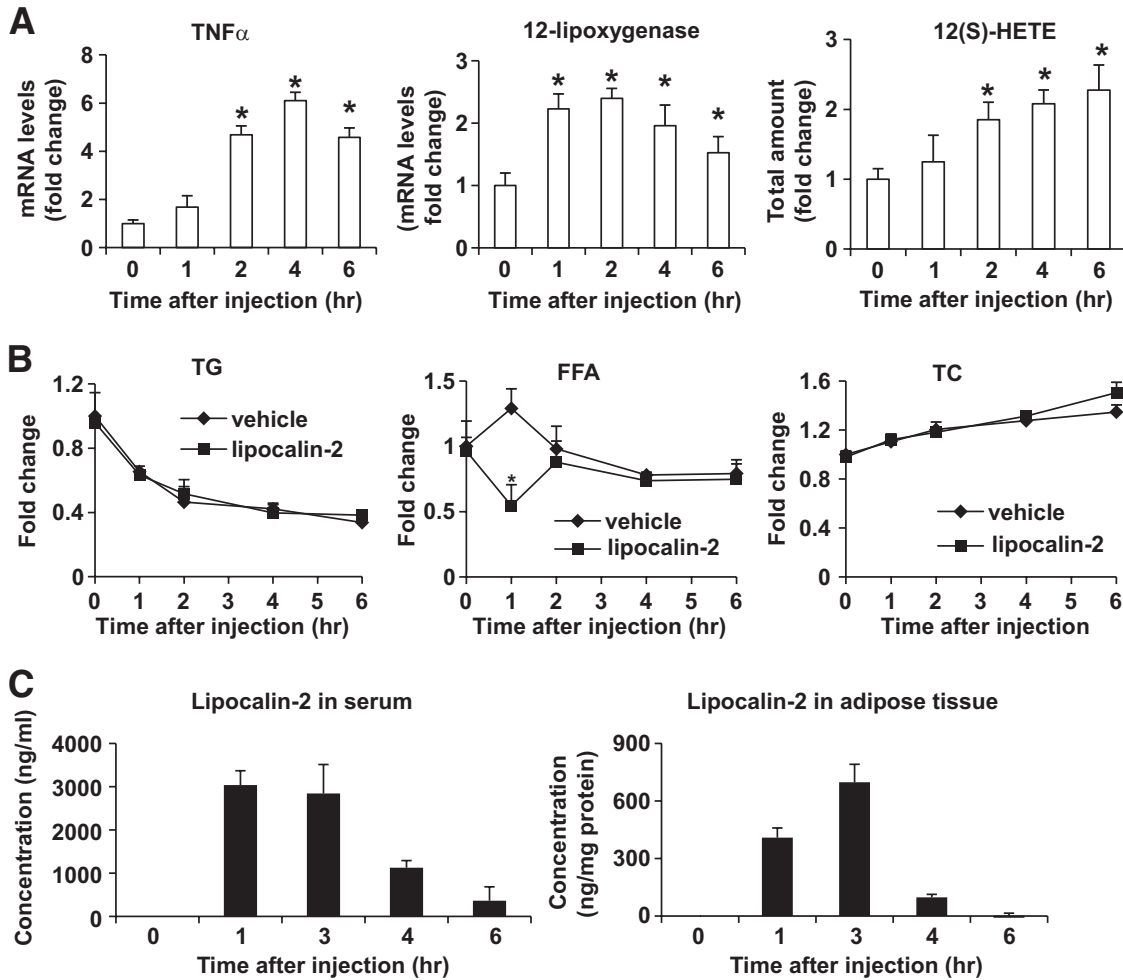 A
TNFα
12-lipoxygenase
12(S)-HETE
mRNA levels
(fold change)
8
6
4
2
0
*
*
*
0 1 2 4 6
Time after injection (hr)
(mRNA levels
fold change)
3
2
1
0
*
*
*
*
0 1 2 4 6
Time after injection (hr)
Total amount
(fold change)
3
2
1
0
*
*
*
0 1 2 4 6
Time after injection (hr)
B
TG
FFA
TC
Fold change
1.2
0.8
0.4
0
vehicle
lipocalin-2
0 1 2 3 4 5 6
Time after injection (hr)
Fold change
1.5
1
0.5
0
*
vehicle
lipocalin-2
0 1 2 3 4 5 6
Time after injection (hr)
Fold change
1.6
1.2
0.8
0.4
0
vehicle
lipocalin-2
0 1 2 3 4 5 6
Time after injection
C
Lipocalin-2 in serum
Lipocalin-2 in adipose tissue
Concentration (ng/ml)
4000
3000
2000
1000
0
0 1 3 4 6
Time after injection (hr)
Concentration
(ng/mg protein)
900
600
300
0
0 1 3 4 6
Time after injection (hr)